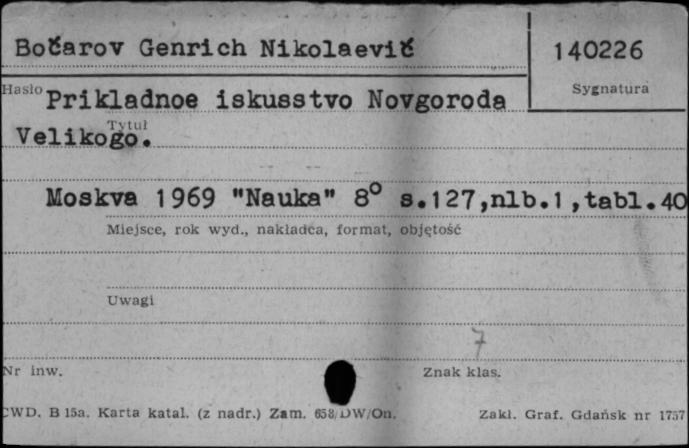 Bočarov Genrich Nikolaevič 140226
Hasło Sygnatura
Prikladnoe iskusstvo Novgoroda
Tytuł
Velikogo.
Moskva 1969 "Nauka" 8° s.127,nlb.1,tabl.40
Miejsce, rok wyd., nakładca, format, objętość
Uwagi
7
Nr inw. Znak klas.
CWD. B 15a. Karta katal. (z nadr.) Zam. 658/DW/On. Zakł. Graf. Gdańsk nr 1757